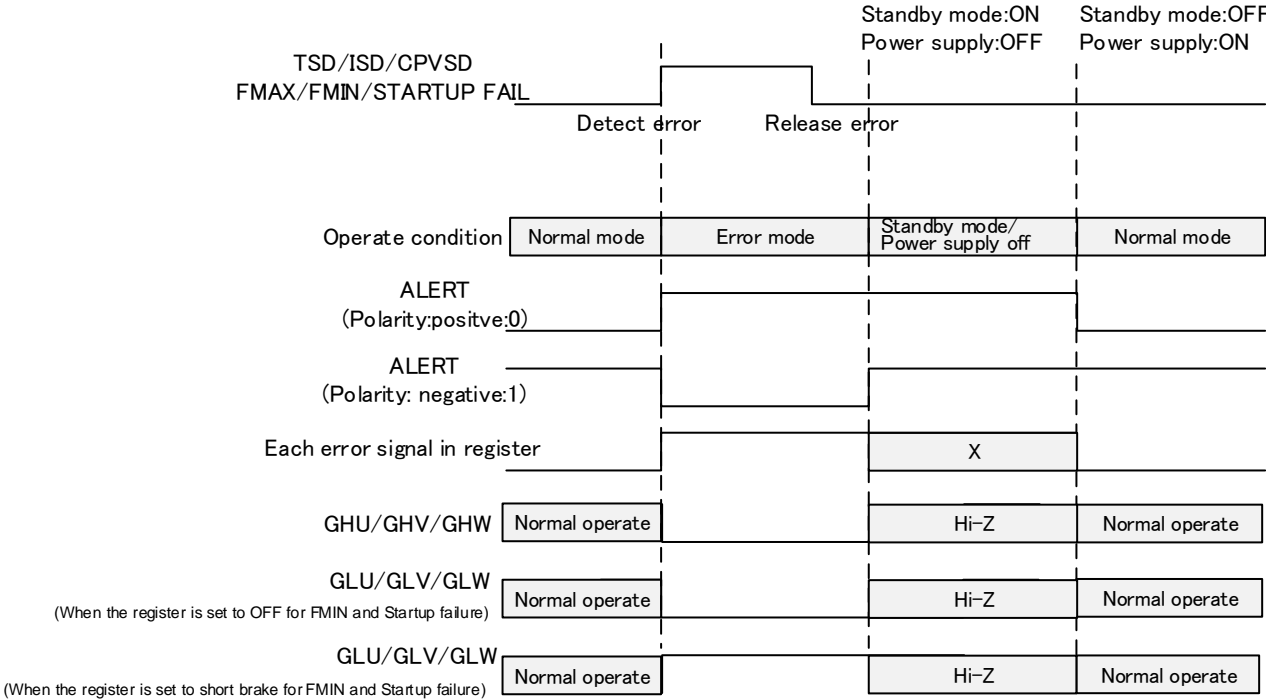 Standby mode:ON
Power supply:OFF
Standby mode:OFF
Power supply:ON
TSD/ISD/CPVSD
FMAX/FMIN/STARTUP FAIL
Detect error
Release error
Operate condition
Normal mode
Error mode
Standby mode/
Power supply off
Normal mode
ALERT
(Polarity:positve:0)
ALERT
(Polarity: negative:1)
Each error signal in register
X
GHU/GHV/GHW
Normal operate
Hi-Z
Normal operate
GLU/GLV/GLW
(When the register is set to OFF for FMIN and Startup failure)
Normal operate
Hi-Z
Normal operate
GLU/GLV/GLW
(When the register is set to short brake for FMIN and Startup failure)
Normal operate
Hi-Z
Normal operate